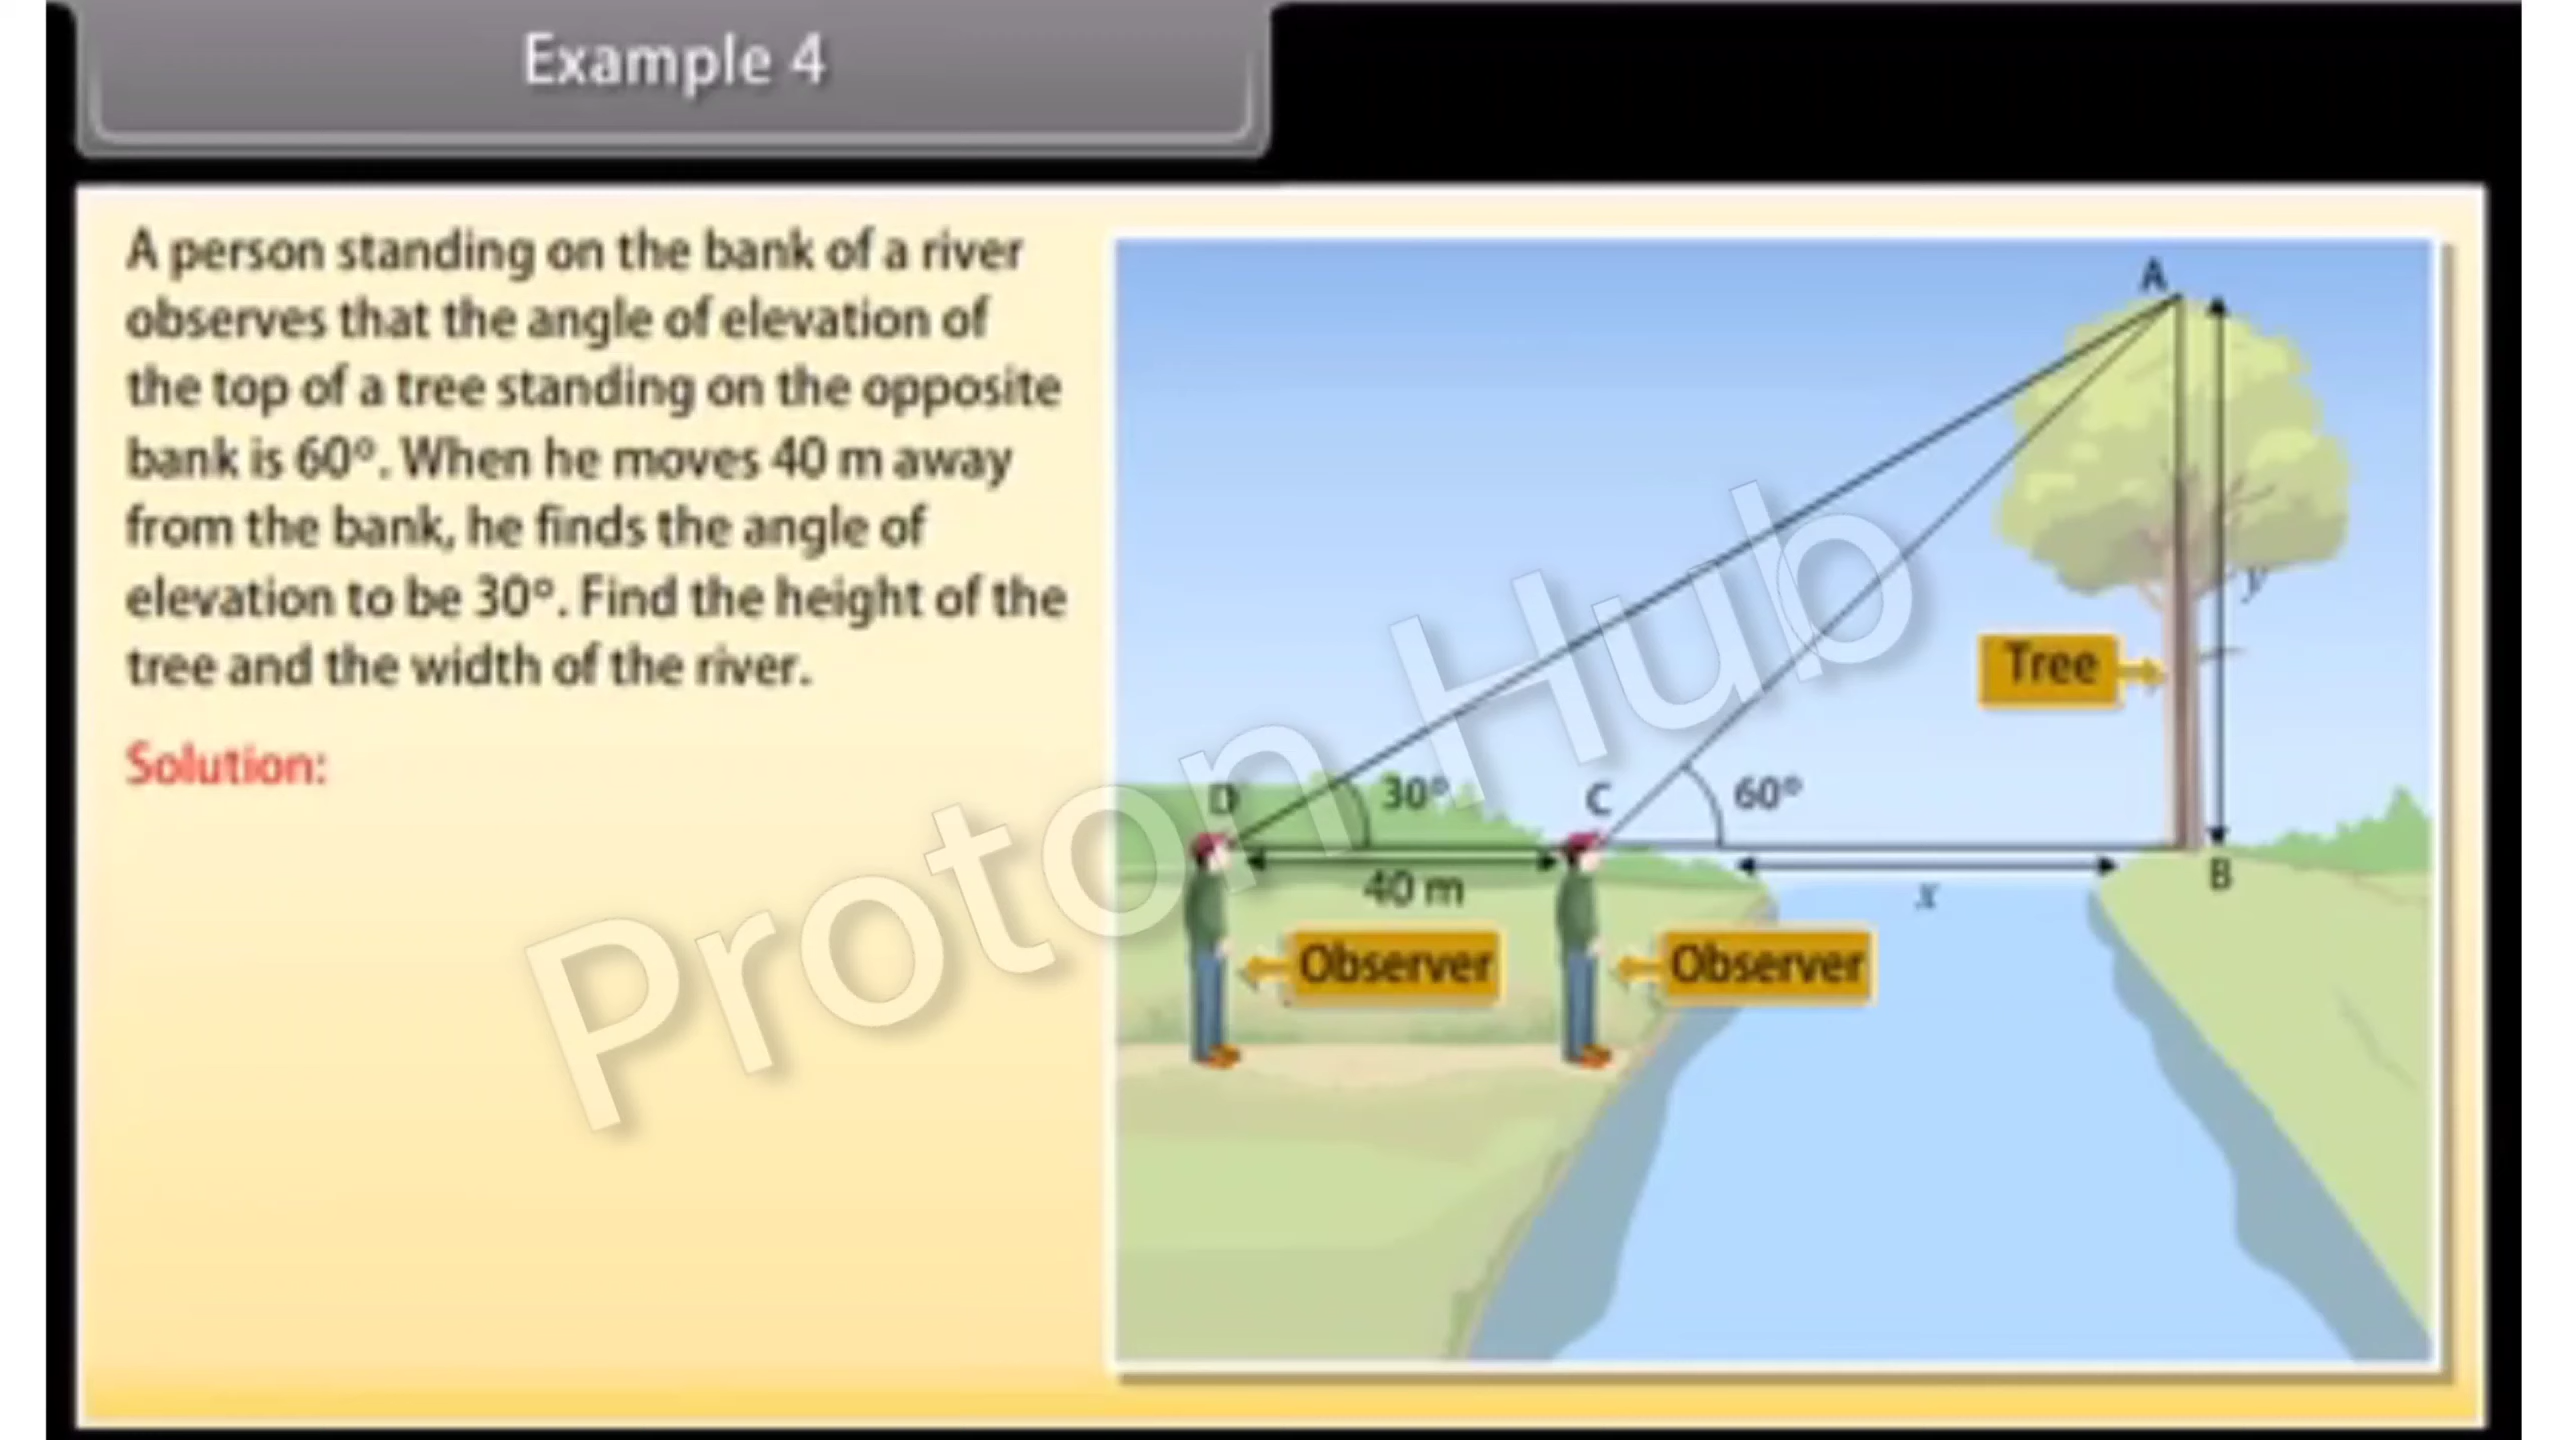 Example 4
A person standing on the bank of a river
observes that the angle of elevation of
the top of a tree standing on the opposite
bank is 60°. When he moves 40 m away
from the bank, he finds the angle of
elevation to be 30°. Find the height of the
tree and the width of the river.
Solution:
A
y
Tree
D
30°
C
60°
40 m
x
B
Observer
Observer
Proton Hub